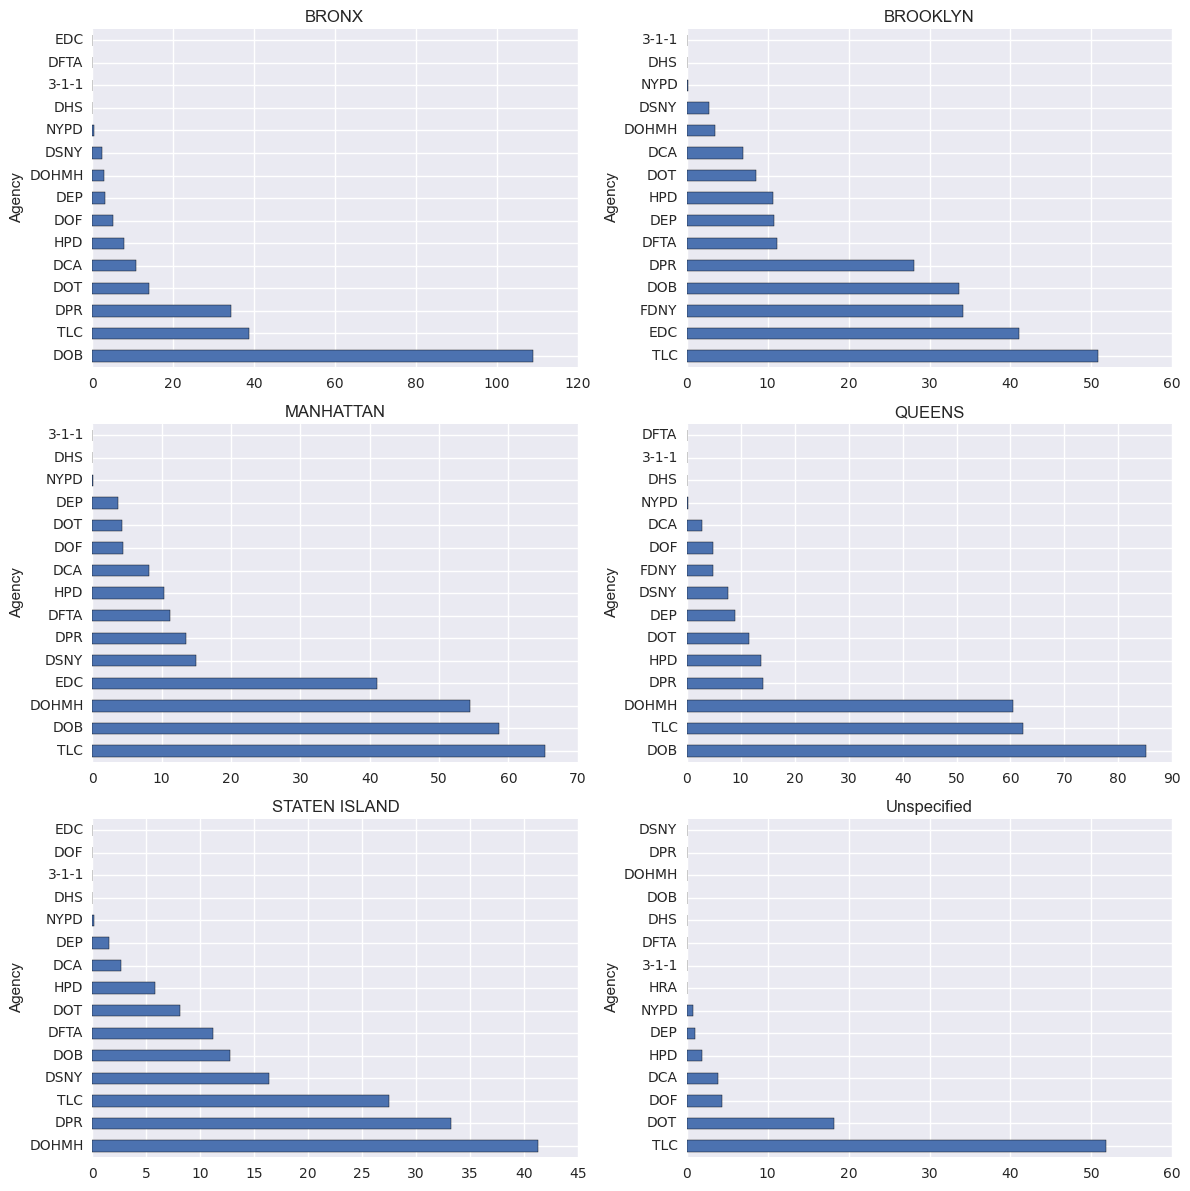 BRONX
EDC
DFTA
3-1-1
DHS
NYPD
DSNY
DOHMH
DEP
DOF
HPD
DCA
DOT
DPR
TLC
DOB
Agency
0 20 40 60 80 100 120
BROOKLYN
3-1-1
DHS
NYPD
DSNY
DOHMH
DCA
DOT
HPD
DEP
DFTA
DPR
DOB
FDNY
EDC
TLC
Agency
0 10 20 30 40 50 60
MANHATTAN
3-1-1
DHS
NYPD
DEP
DOT
DOF
DCA
HPD
DFTA
DPR
DSNY
EDC
DOHMH
DOB
TLC
Agency
0 10 20 30 40 50 60 70
QUEENS
DFTA
3-1-1
DHS
NYPD
DCA
DOF
FDNY
DSNY
DEP
DOT
HPD
DPR
DOHMH
TLC
DOB
Agency
0 10 20 30 40 50 60 70 80 90
STATEN ISLAND
EDC
DOF
3-1-1
DHS
NYPD
DEP
DCA
HPD
DOT
DFTA
DOB
DSNY
TLC
DPR
DOHMH
Agency
0 5 10 15 20 25 30 35 40 45
Unspecified
DSNY
DPR
DOHMH
DOB
DHS
DFTA
3-1-1
HRA
NYPD
DEP
HPD
DCA
DOF
DOT
TLC
Agency
0 10 20 30 40 50 60